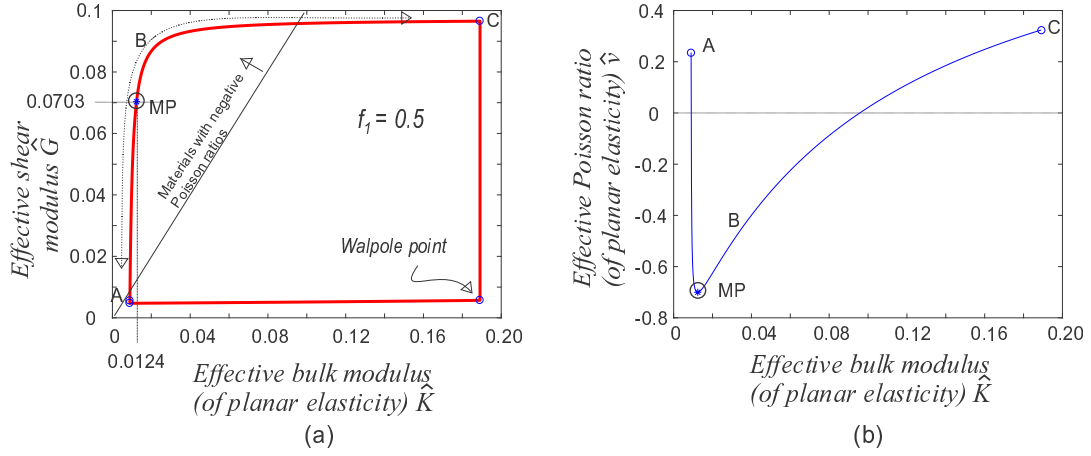 0.1
0.08
0.0703
0.06
0.04
0.02
0
Effective shear
modulus Ĝ
B
C
MP
A
f1 = 0.5
Materials with negative
Poisson ratios
Walpole point
0
0.04
0.08
0.12
0.16
0.20
0.0124
Effective bulk modulus
(of planar elasticity) K̂
(a)
0.4
0.2
0
-0.2
-0.4
-0.6
-0.8
Effective Poisson ratio
(of planar elasticity) ν̂
A
C
B
MP
0
0.04
0.08
0.12
0.16
0.20
Effective bulk modulus
(of planar elasticity) K̂
(b)